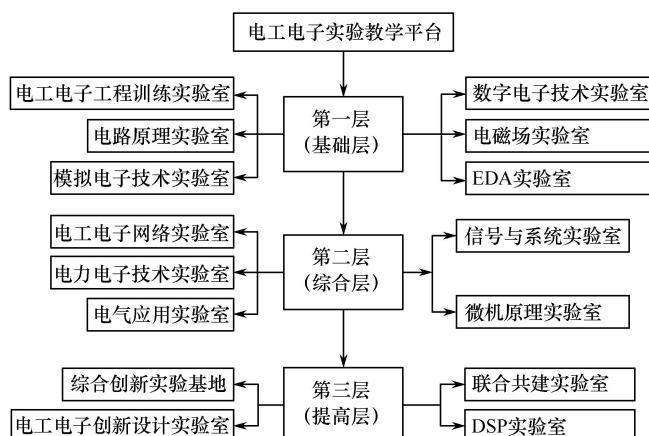 电工电子实验教学平台
电工电子工程训练实验室
电路原理实验室
模拟电子技术实验室
第一层
（基础层）
数字电子技术实验室
电磁场实验室
EDA实验室
电工电子网络实验室
电力电子技术实验室
电气应用实验室
第二层
（综合层）
信号与系统实验室
微机原理实验室
综合创新实验基地
电工电子创新设计实验室
第三层
（提高层）
联合共建实验室
DSP实验室